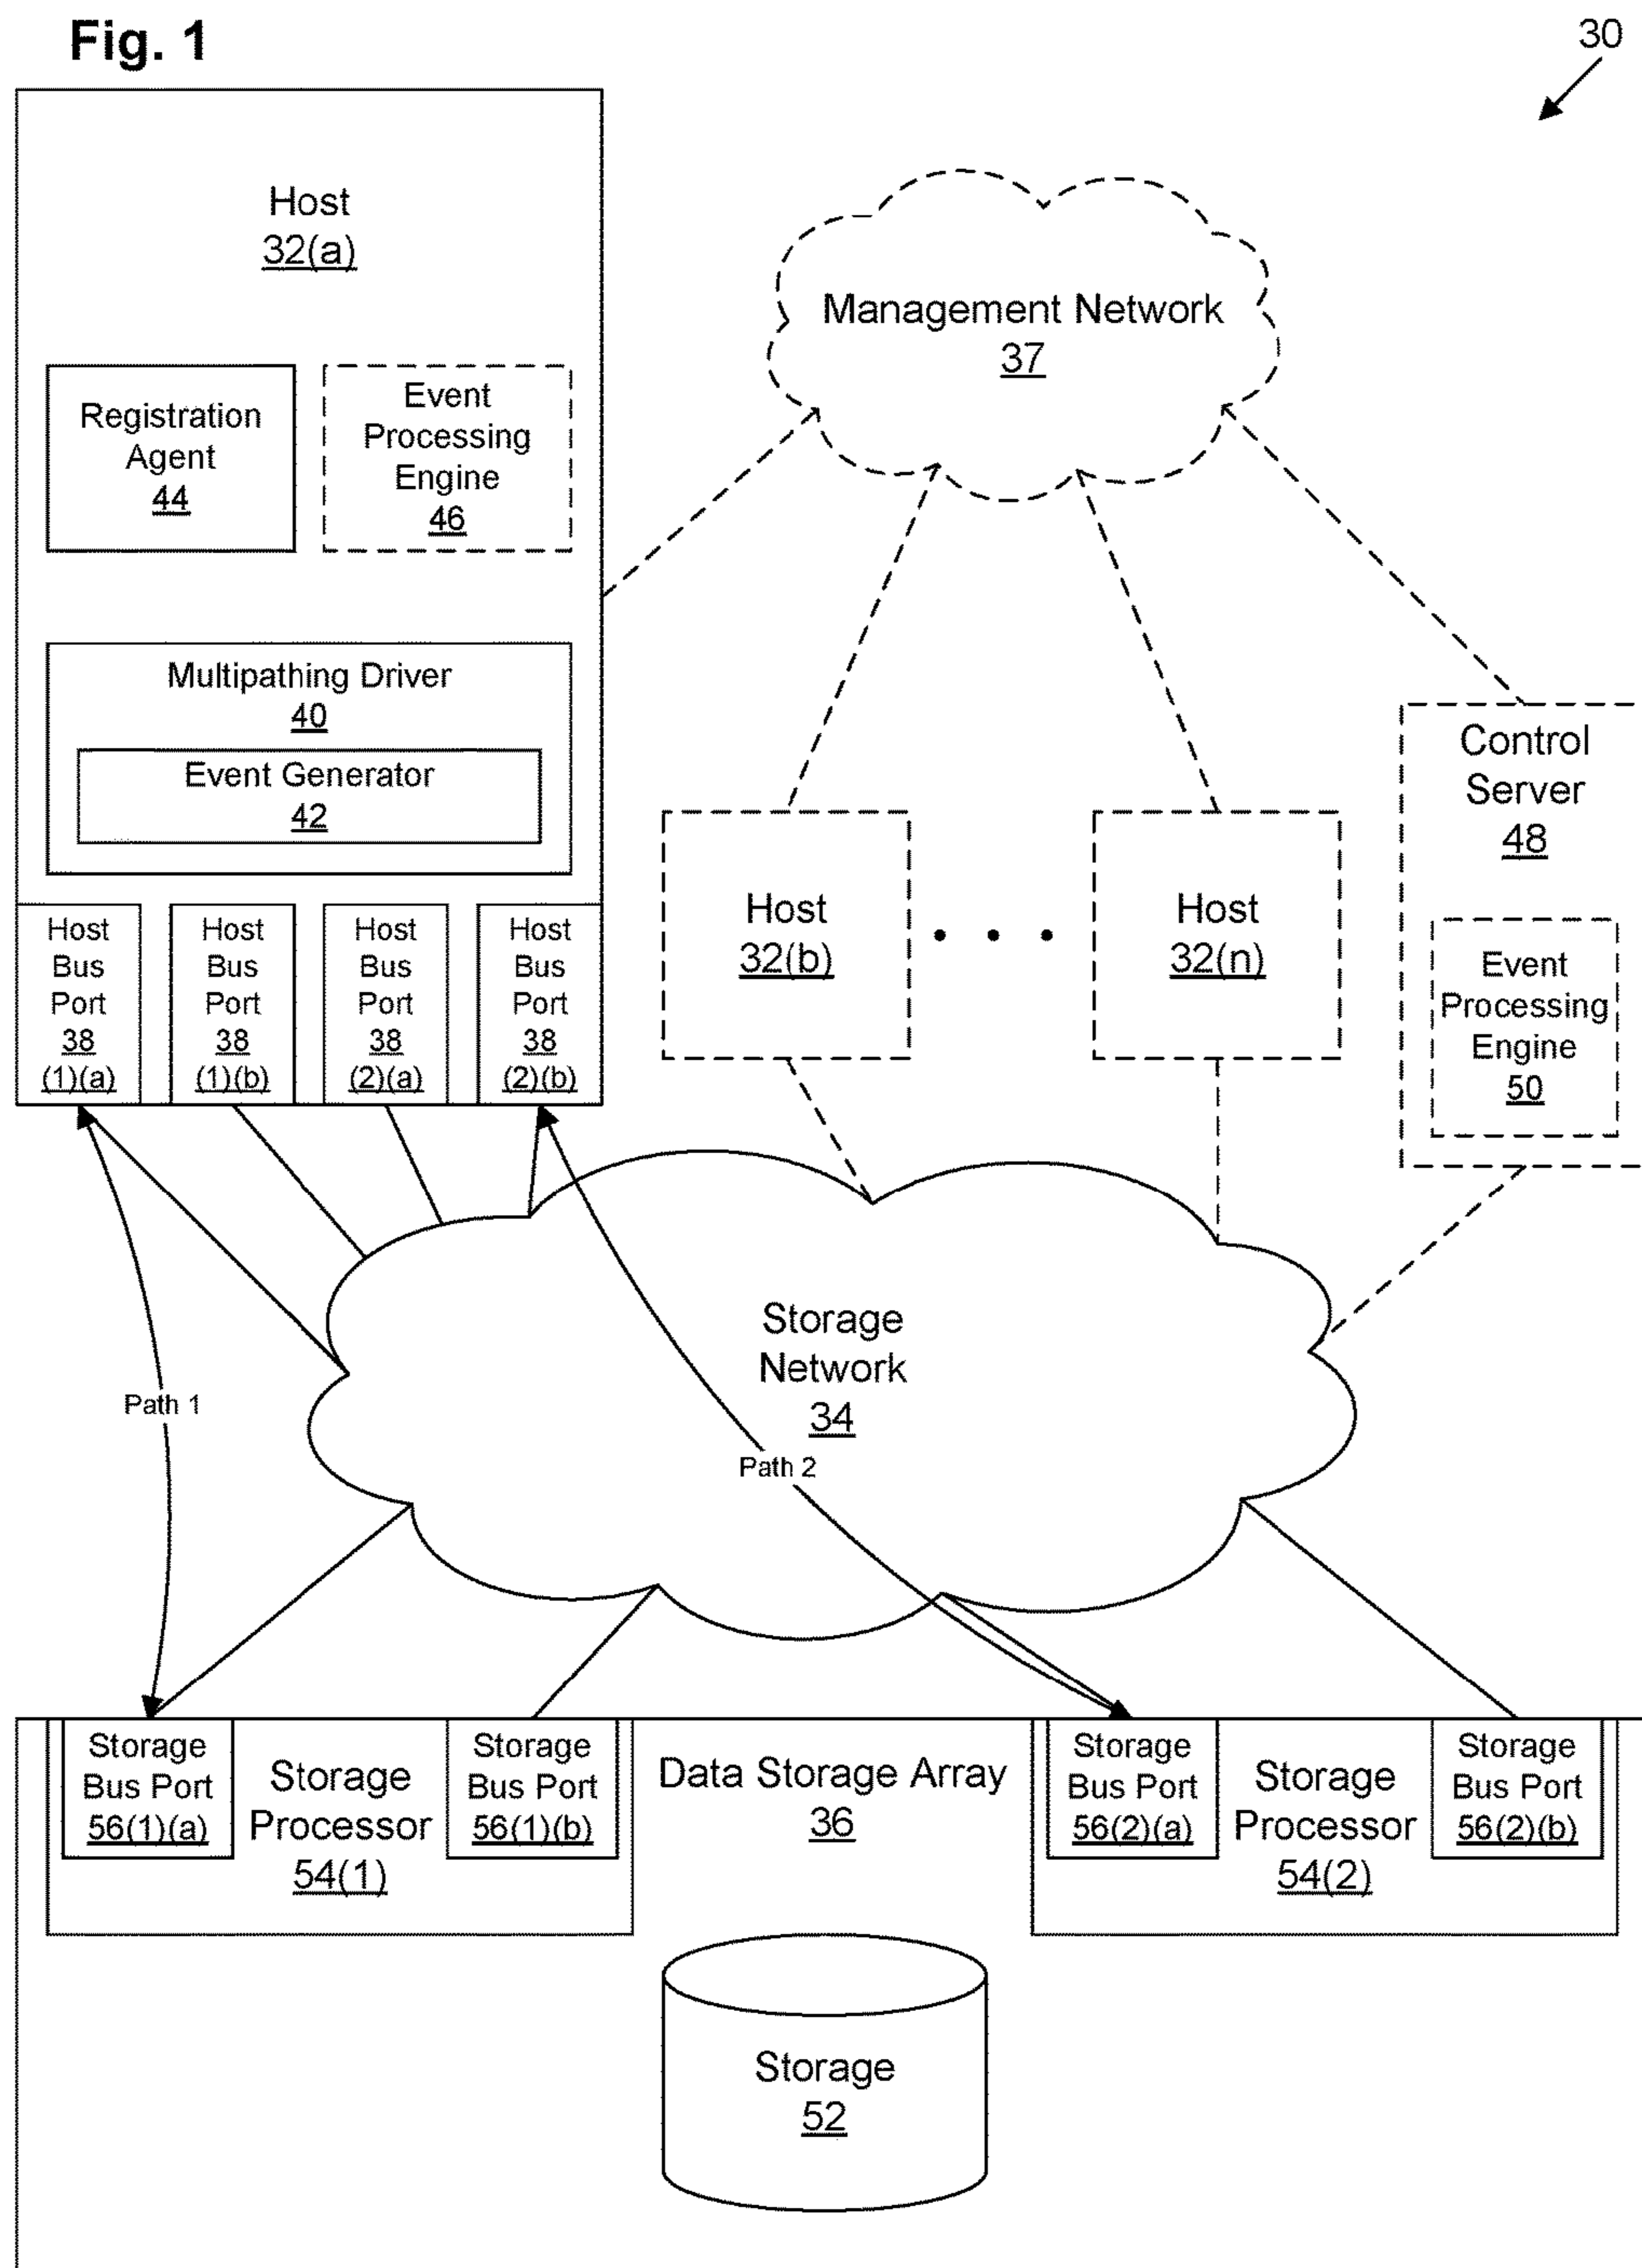 Fig. 1
30
Host
32(a)
Management Network
37
Registration
Agent
44
Event
Processing
Engine
46
Multipathing Driver
40
Event Generator
42
Control
Server
48
Host
32(b)
• • •
Host
32(n)
Event
Processing
Engine
50
Host
Bus
Port
38
(1)(a)
Host
Bus
Port
38
(1)(b)
Host
Bus
Port
38
(2)(a)
Host
Bus
Port
38
(2)(b)
Storage
Network
34
Path 1
Path 2
Storage
Bus Port
56(1)(a)
Storage
Processor
54(1)
Storage
Bus Port
56(1)(b)
Data Storage Array
36
Storage
Bus Port
56(2)(a)
Storage
Processor
54(2)
Storage
Bus Port
56(2)(b)
Storage
52